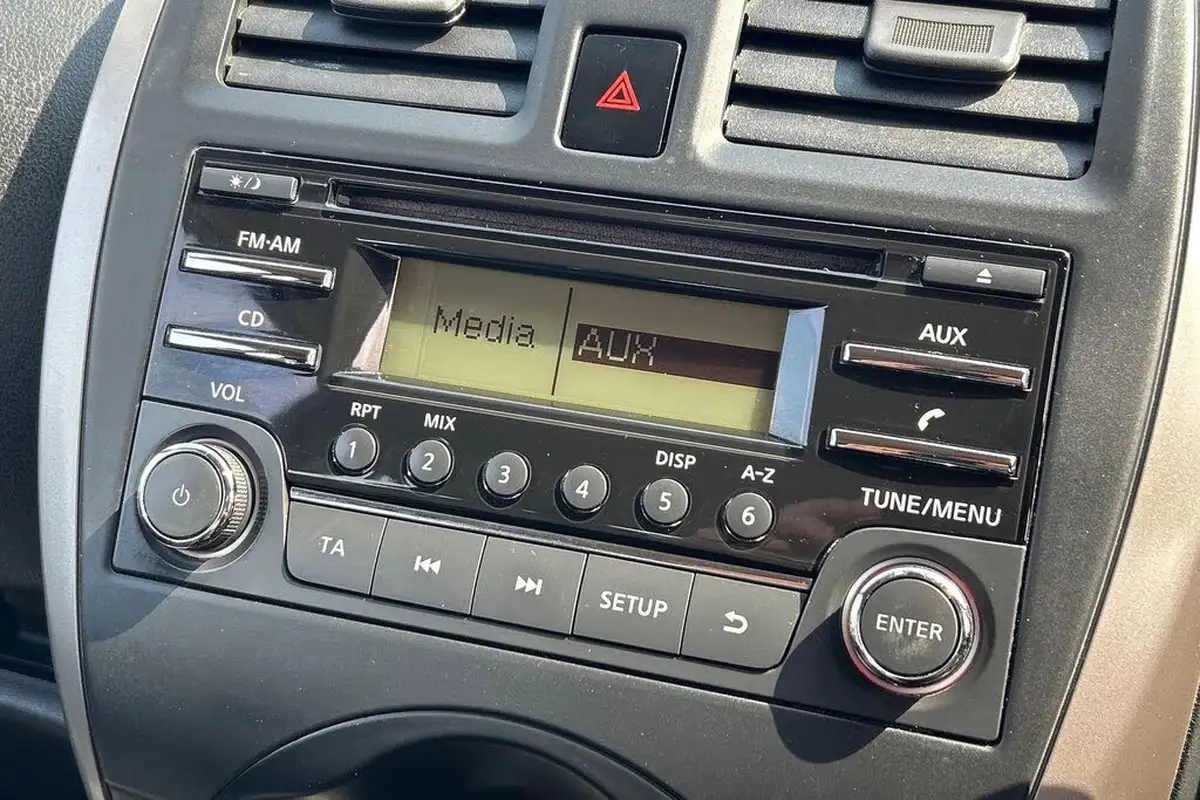 FM·AM
CD
VOL
Media
AUX
AUX
RPT
MIX
DISP
A-Z
1
2
3
4
5
6
TUNE/MENU
TA
SETUP
ENTER